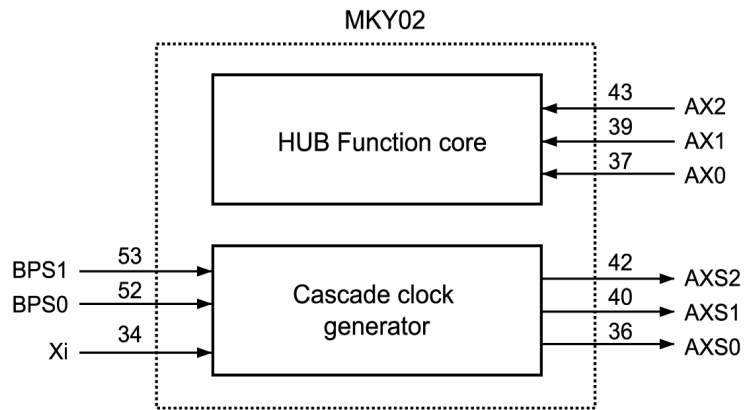 MKY02
HUB Function core
43
AX2
39
AX1
37
AX0
BPS1
53
BPS0
52
Xi
34
Cascade clock
generator
42
AXS2
40
AXS1
36
AXS0